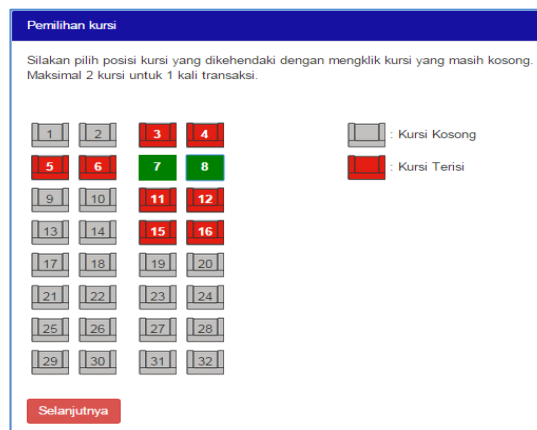 Pemilihan kursi
Silakan pilih posisi kursi yang dikehendaki dengan mengklik kursi yang masih kosong.
Maksimal 2 kursi untuk 1 kali transaksi.
1 2 3 4 : Kursi Kosong
5 6 7 8 : Kursi Terisi
9 10 11 12
13 14 15 16
17 18 19 20
21 22 23 24
25 26 27 28
29 30 31 32
Selanjutnya